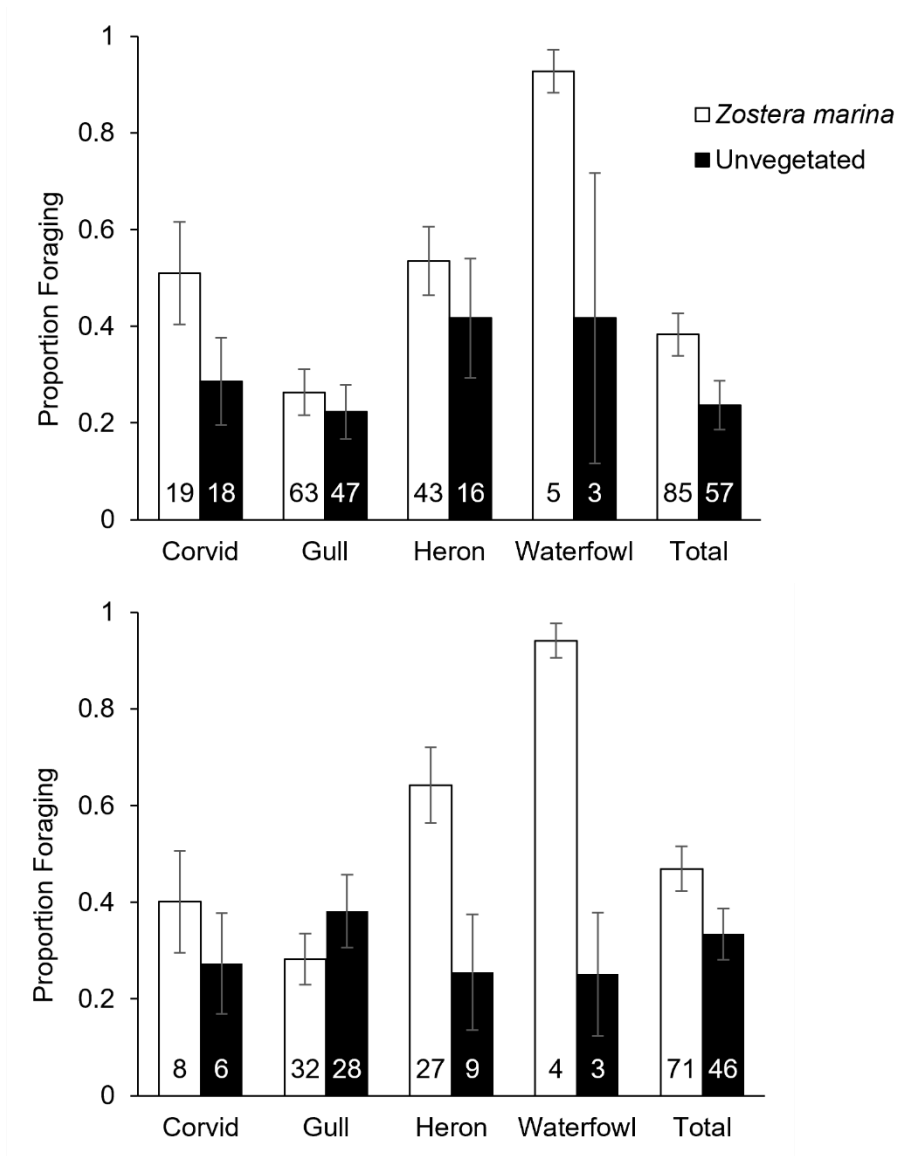 1
0.8
0.6
0.4
0.2
0
Proportion Foraging
Zostera marina
Unvegetated
19 18 63 47 43 16 5 3 85 57
Corvid Gull Heron Waterfowl Total
1
0.8
0.6
0.4
0.2
0
Proportion Foraging
8 6 32 28 27 9 4 3 71 46
Corvid Gull Heron Waterfowl Total